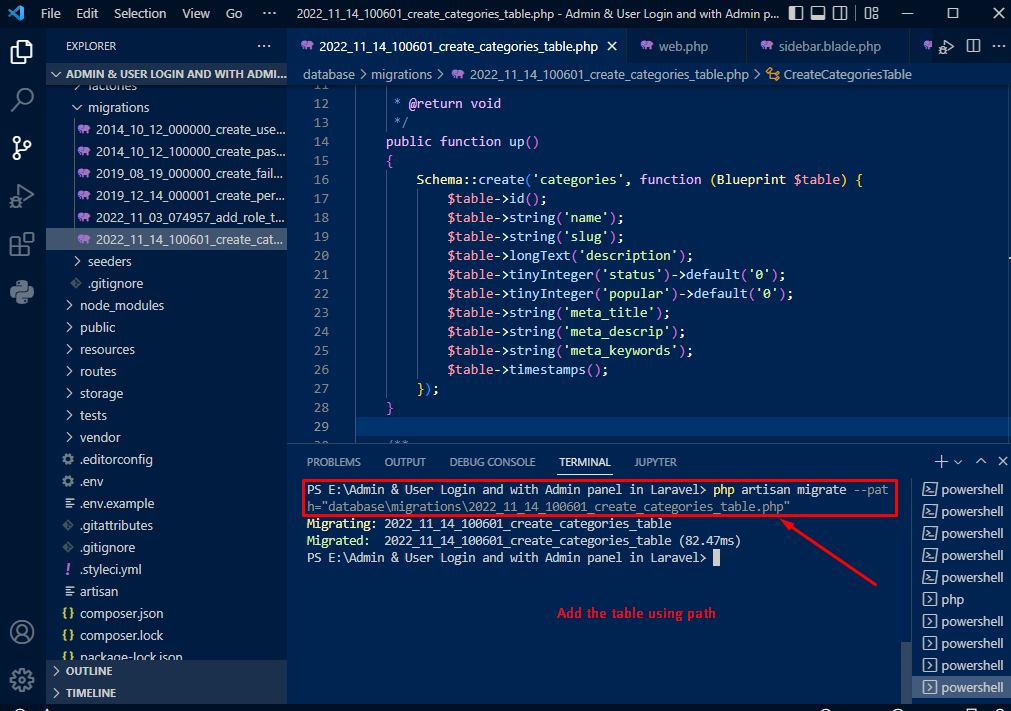 File Edit Selection View Go ··· 2022_11_14_100601_create_categories_table.php - Admin & User Login and with Admin p...
EXPLORER ···
2022_11_14_100601_create_categories_table.php web.php sidebar.blade.php ···
ADMIN & USER LOGIN AND WITH ADMI...
database > migrations > 2022_11_14_100601_create_categories_table.php > CreateCategoriesTable
factories
migrations
2014_10_12_000000_create_use...
2014_10_12_100000_create_pas...
2019_08_19_000000_create_fail...
2019_12_14_000001_create_per...
2022_11_03_074957_add_role_t...
2022_11_14_100601_create_cat...
seeders
.gitignore
node_modules
public
resources
routes
storage
tests
vendor
.editorconfig
.env
.env.example
.gitattributes
.gitignore
.styleci.yml
artisan
composer.json
composer.lock
package-lock.json
OUTLINE
TIMELINE
11
12 * @return void
13 */
14 public function up()
15 {
16 Schema::create('categories', function (Blueprint $table) {
17 $table->id();
18 $table->string('name');
19 $table->string('slug');
20 $table->longText('description');
21 $table->tinyInteger('status')->default('0');
22 $table->tinyInteger('popular')->default('0');
23 $table->string('meta_title');
24 $table->string('meta_descrip');
25 $table->string('meta_keywords');
26 $table->timestamps();
27 });
28 }
29
30 /**
PROBLEMS OUTPUT DEBUG CONSOLE TERMINAL JUPYTER
PS E:\Admin & User Login and with Admin panel in Laravel> php artisan migrate --pat
h="database\migrations\2022_11_14_100601_create_categories_table.php"
Migrating: 2022_11_14_100601_create_categories_table
Migrated:  2022_11_14_100601_create_categories_table (82.47ms)
PS E:\Admin & User Login and with Admin panel in Laravel>
Add the table using path
powershell
powershell
powershell
powershell
powershell
php
powershell
powershell
powershell
powershell